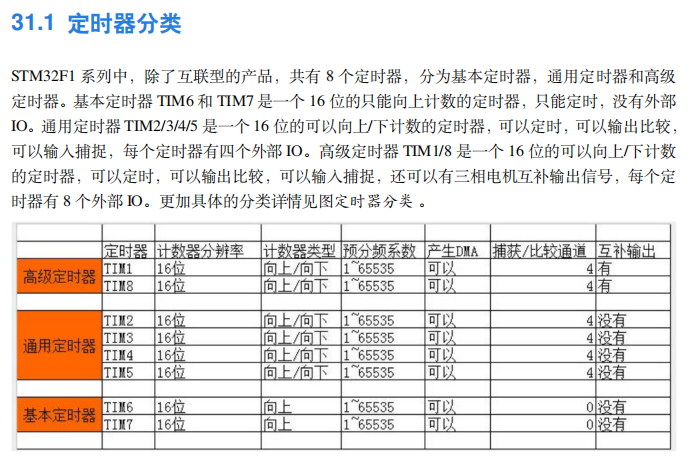 31.1 定时器分类
STM32F1 系列中，除了互联型的产品，共有 8 个定时器，分为基本定时器，通用定时器和高级
定时器。基本定时器 TIM6 和 TIM7 是一个 16 位的只能向上计数的定时器，只能定时，没有外部
IO。通用定时器 TIM2/3/4/5 是一个 16 位的可以向上/下计数的定时器，可以定时，可以输出比较，
可以输入捕捉，每个定时器有四个外部 IO。高级定时器 TIM1/8 是一个 16 位的可以向上/下计数
的定时器，可以定时，可以输出比较，可以输入捕捉，还可以有三相电机互补输出信号，每个定
时器有 8 个外部 IO。更加具体的分类详情见图定时器分类 。
定时器 计数器分辨率 计数器类型 预分频系数 产生DMA 捕获/比较通道 互补输出
高级定时器
TIM1 16位 向上/向下 1~65535 可以 4 有
TIM8 16位 向上/向下 1~65535 可以 4 有
通用定时器
TIM2 16位 向上/向下 1~65535 可以 4 没有
TIM3 16位 向上/向下 1~65535 可以 4 没有
TIM4 16位 向上/向下 1~65535 可以 4 没有
TIM5 16位 向上/向下 1~65535 可以 4 没有
基本定时器
TIM6 16位 向上 1~65535 可以 0 没有
TIM7 16位 向上 1~65535 可以 0 没有